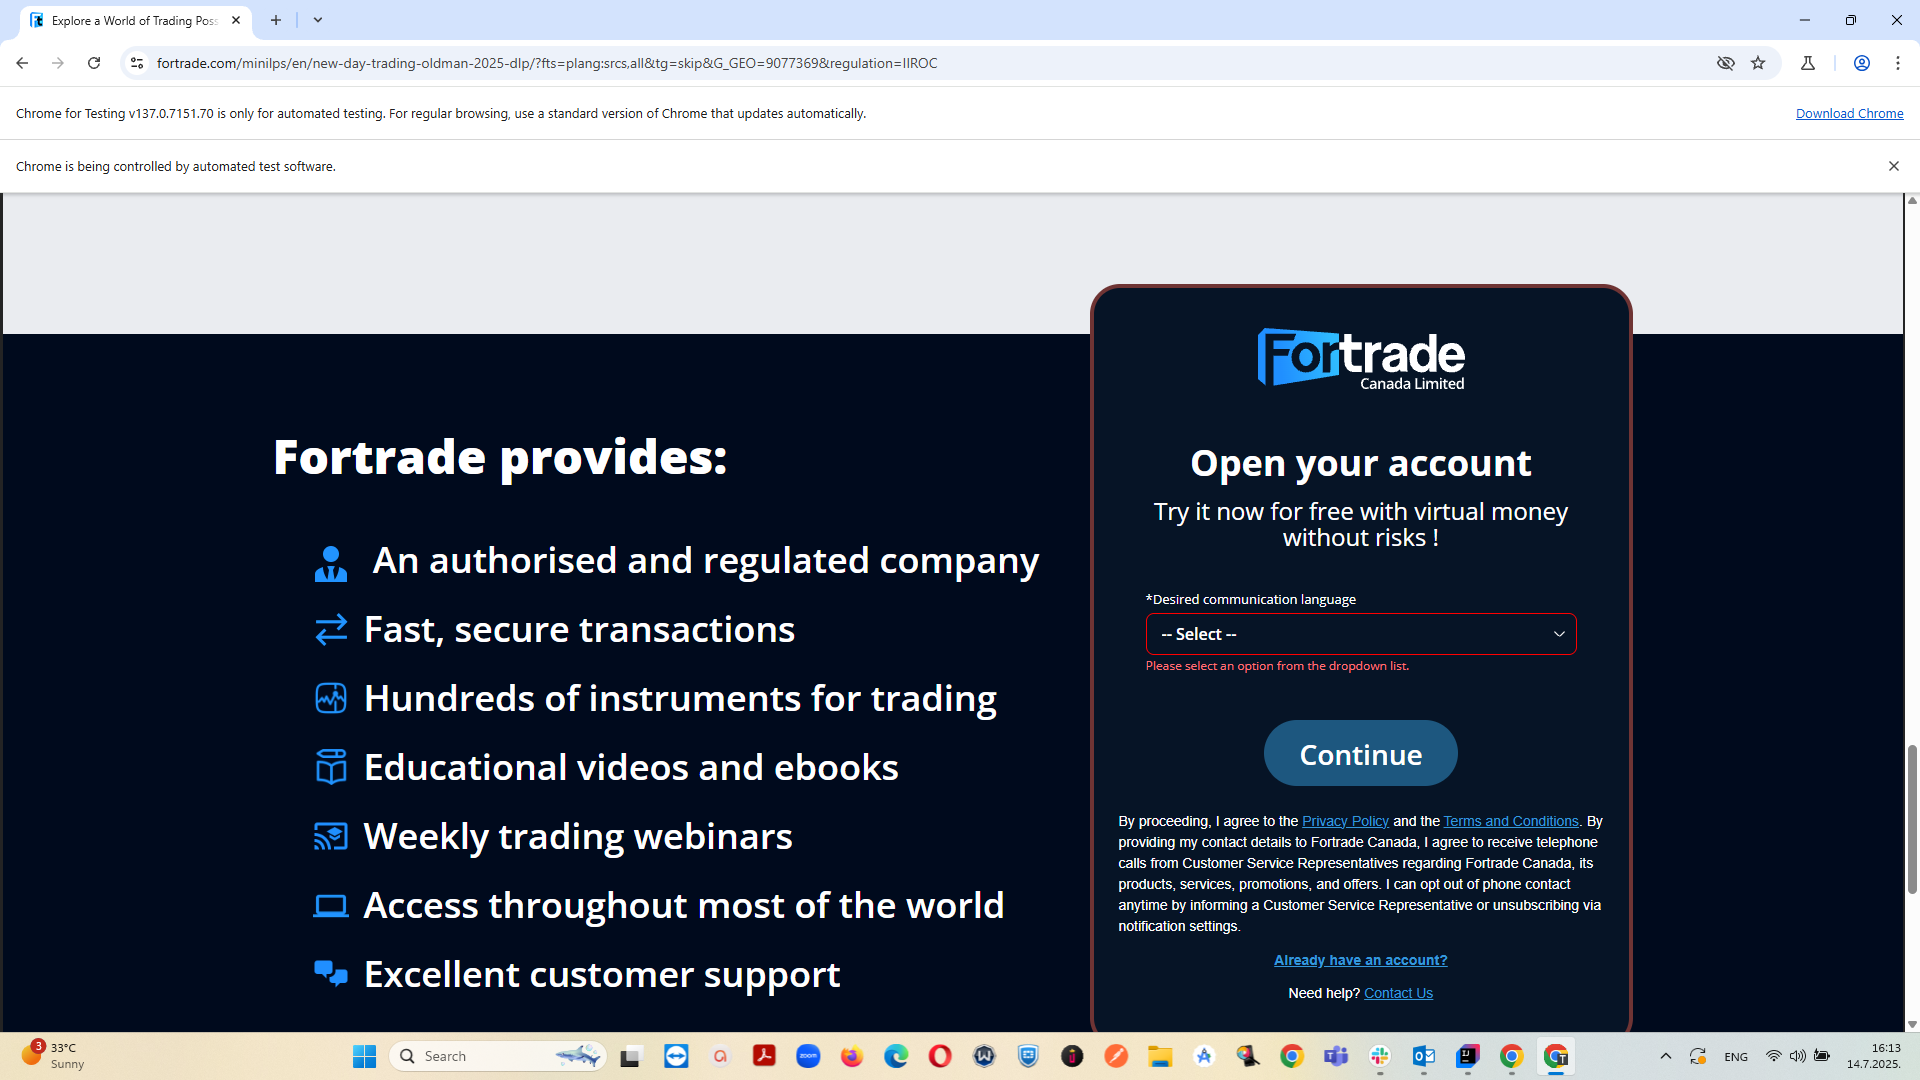 Explore a World of Trading Poss
fortrade.com/minilps/en/new-day-trading-oldman-2025-dlp/?fts=plang:srcs,all&tg=skip&G_GEO=9077369&regulation=IIROC
Chrome for Testing v137.0.7151.70 is only for automated testing. For regular browsing, use a standard version of Chrome that updates automatically.
Download Chrome
Chrome is being controlled by automated test software.
Fortrade
Canada Limited
Fortrade provides:
An authorised and regulated company
Fast, secure transactions
Hundreds of instruments for trading
Educational videos and ebooks
Weekly trading webinars
Access throughout most of the world
Excellent customer support
Open your account
Try it now for free with virtual money
without risks !
*Desired communication language
-- Select --
Please select an option from the dropdown list.
Continue
By proceeding, I agree to the Privacy Policy and the Terms and Conditions. By
providing my contact details to Fortrade Canada, I agree to receive telephone
calls from Customer Service Representatives regarding Fortrade Canada, its
products, services, promotions, and offers. I can opt out of phone contact
anytime by informing a Customer Service Representative or unsubscribing via
notification settings.
Already have an account?
Need help? Contact Us
3
33°C
Sunny
Search
zoom
ENG
16:13
14.7.2025.